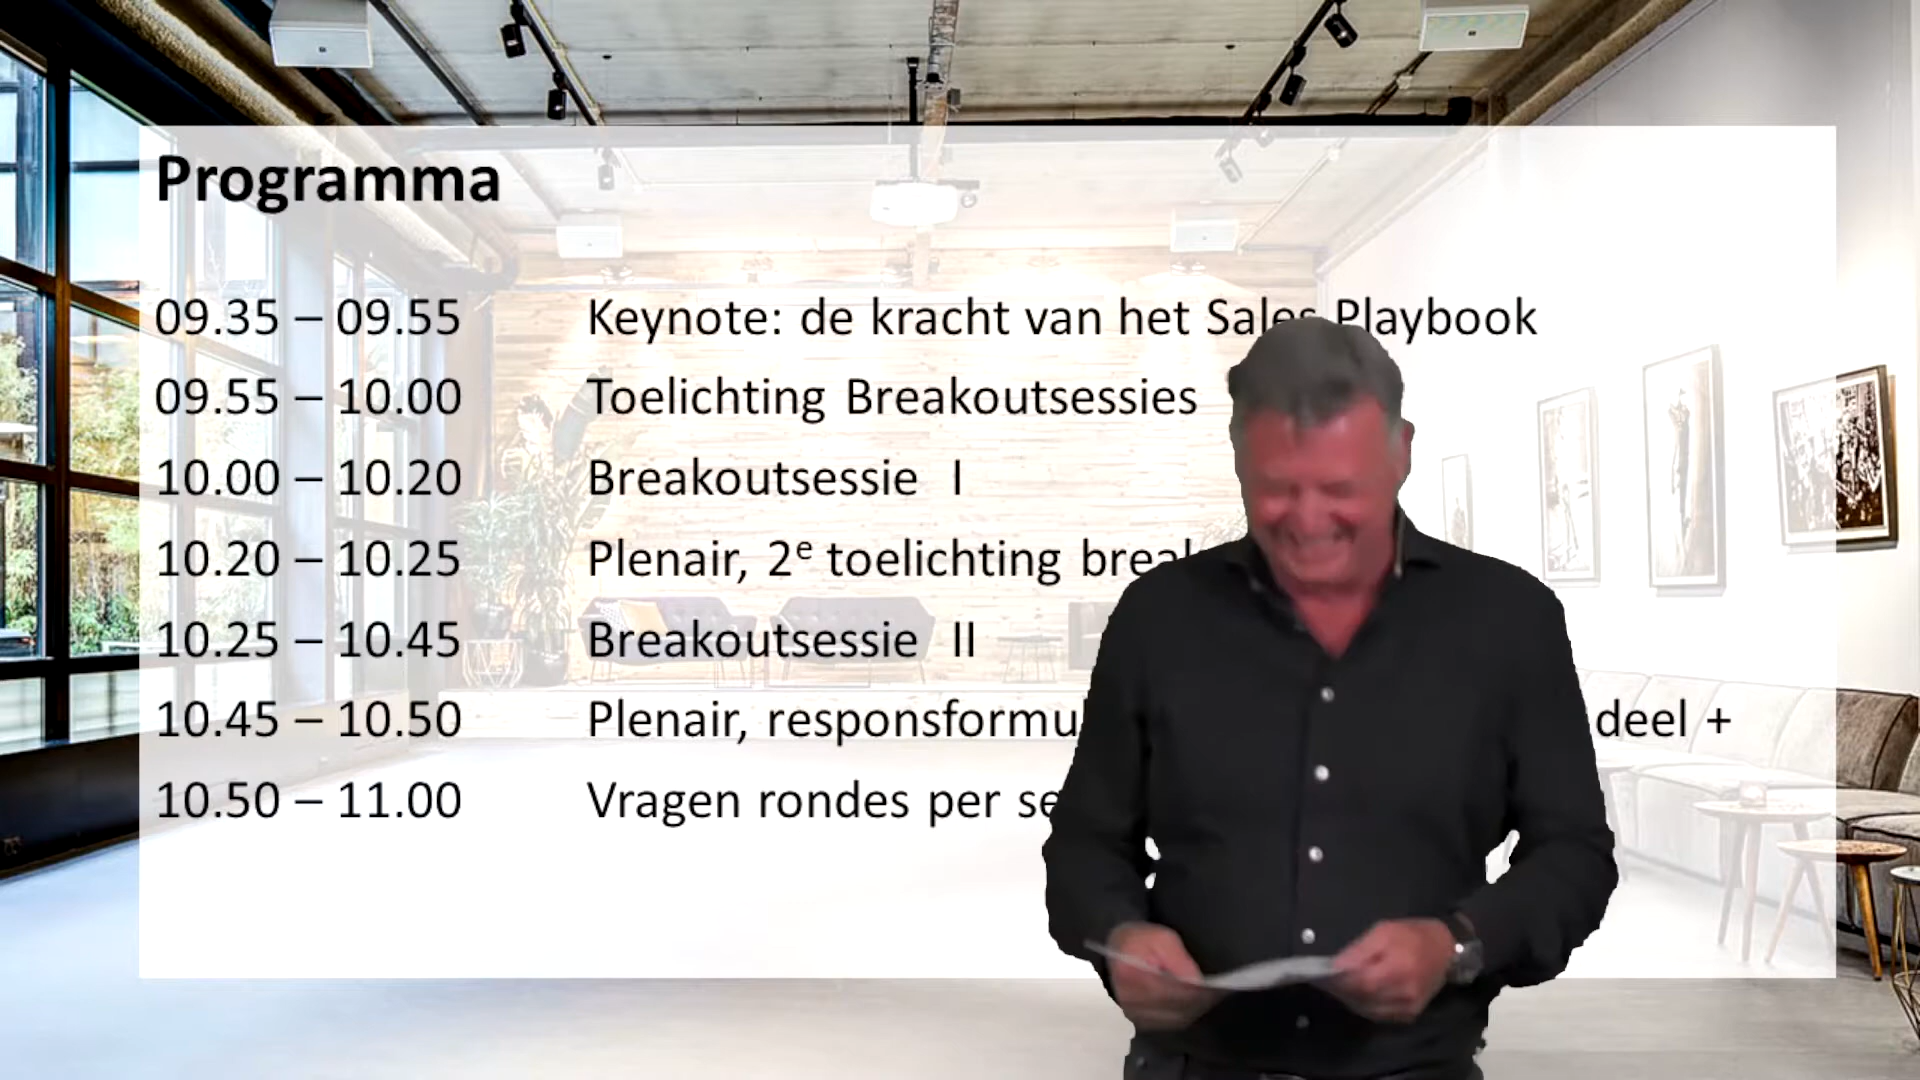 Programma
09.35 – 09.55 Keynote: de kracht van het Sales Playbook
09.55 – 10.00 Toelichting Breakoutsessies
10.00 – 10.20 Breakoutsessie I
10.20 – 10.25 Plenair, 2e toelichting
10.25 – 10.45 Breakoutsessie II
10.45 – 10.50 Plenair, deel +
10.50 – 11.00 Vragen rondes per